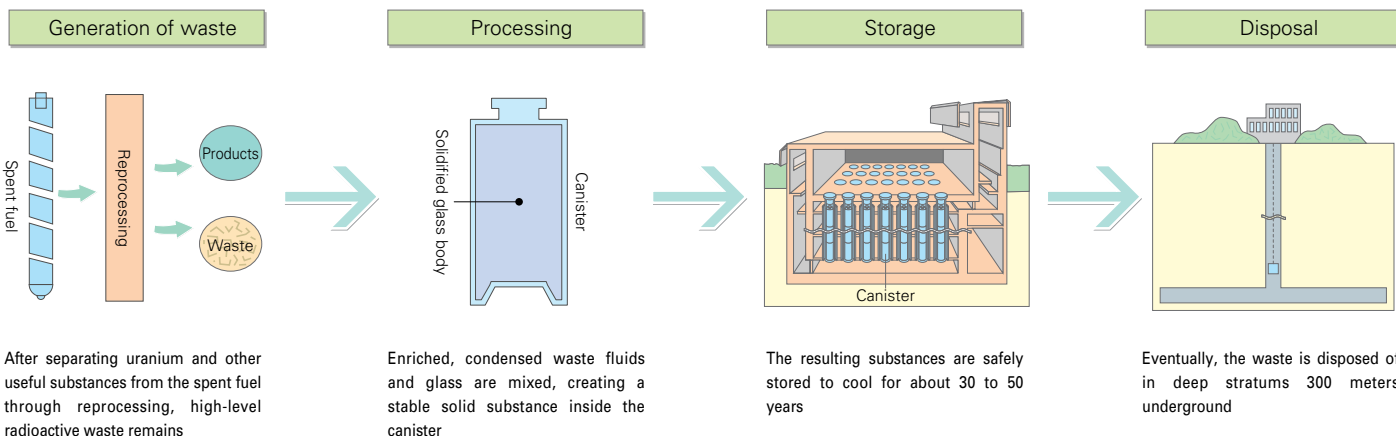 Generation of waste
Processing
Storage
Disposal
Spent fuel
Reprocessing
Products
Waste
Solidified glass body
Canister
Canister
After separating uranium and other
useful substances from the spent fuel
through reprocessing, high-level
radioactive waste remains
Enriched, condensed waste fluids
and glass are mixed, creating a
stable solid substance inside the
canister
The resulting substances are safely
stored to cool for about 30 to 50
years
Eventually, the waste is disposed of
in deep stratums 300 meters
underground